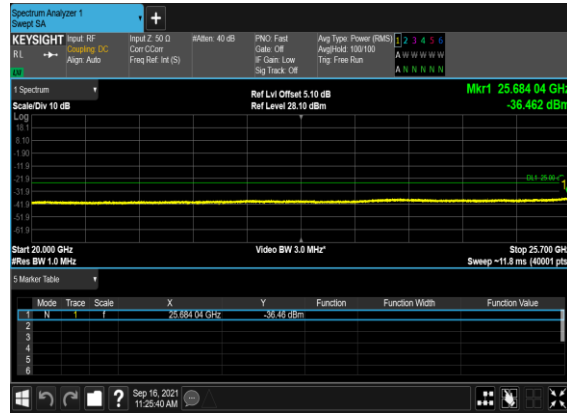 Spectrum Analyzer 1
Swept SA
+
KEYSIGHT Input: RF Input Z: 50 Ω #Atten: 40 dB PNO: Fast Avg Type: Power (RMS) 1 2 3 4 5 6
RL Coupling: DC Corr CCorr Gate: Off Avg|Hold: 100/100 A W W W W W
Align: Auto Freq Ref: Int (S) IF Gain: Low Trig: Free Run
Sig Track: Off A N N N N N
1 Spectrum Ref Lvl Offset 5.10 dB Mkr1 25.684 04 GHz
Scale/Div 10 dB Ref Level 28.10 dBm -36.462 dBm
Log
18.1
8.10
-1.90
-11.9
-21.9 DL1 -25.00
-31.9 1
-41.9
-51.9
-61.9
Start 20.000 GHz Video BW 3.0 MHz* Stop 25.700 GHz
#Res BW 1.0 MHz Sweep ~11.8 ms (40001 pts)
5 Marker Table
Mode Trace Scale X Y Function Function Width Function Value
1 N 1 f 25.684 04 GHz -36.46 dBm
2
3
4
5
6
? Sep 16, 2021
11:25:40 AM